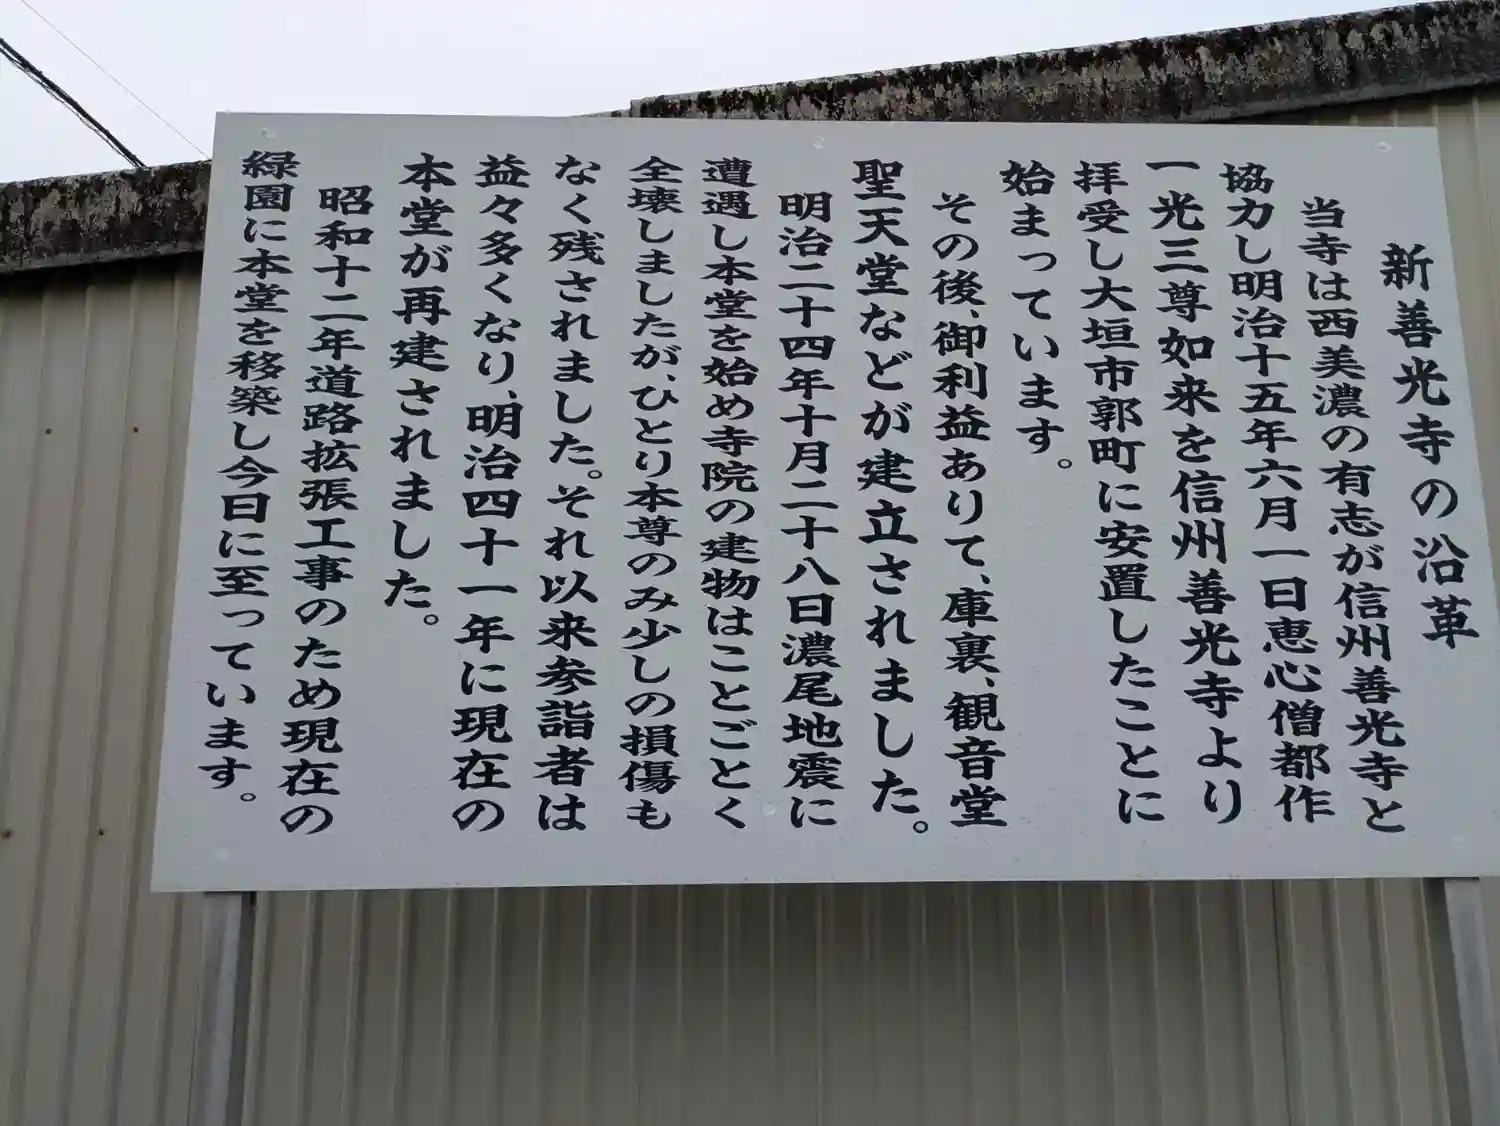 新善光寺の沿革
当寺は西美濃の有志が信州善光寺と
協力し明治十五年六月一日恵心僧都作
一光三尊如来を信州善光寺より
拝受し大垣市郭町に安置したことに
始まっています。
その後、御利益ありて、庫裏、観音堂
聖天堂などが建立されました。
明治二十四年十月二十八日濃尾地震に
遭遇し本堂を始め寺院の建物はことごとく
全壊しましたが、ひとり本尊のみ少しの損傷も
なく残されました。それ以来参詣者は
益々多くなり、明治四十一年に現在の
本堂が再建されました。
昭和十二年道路拡張工事のため現在の
緑園に本堂を移築し今日に至っています。